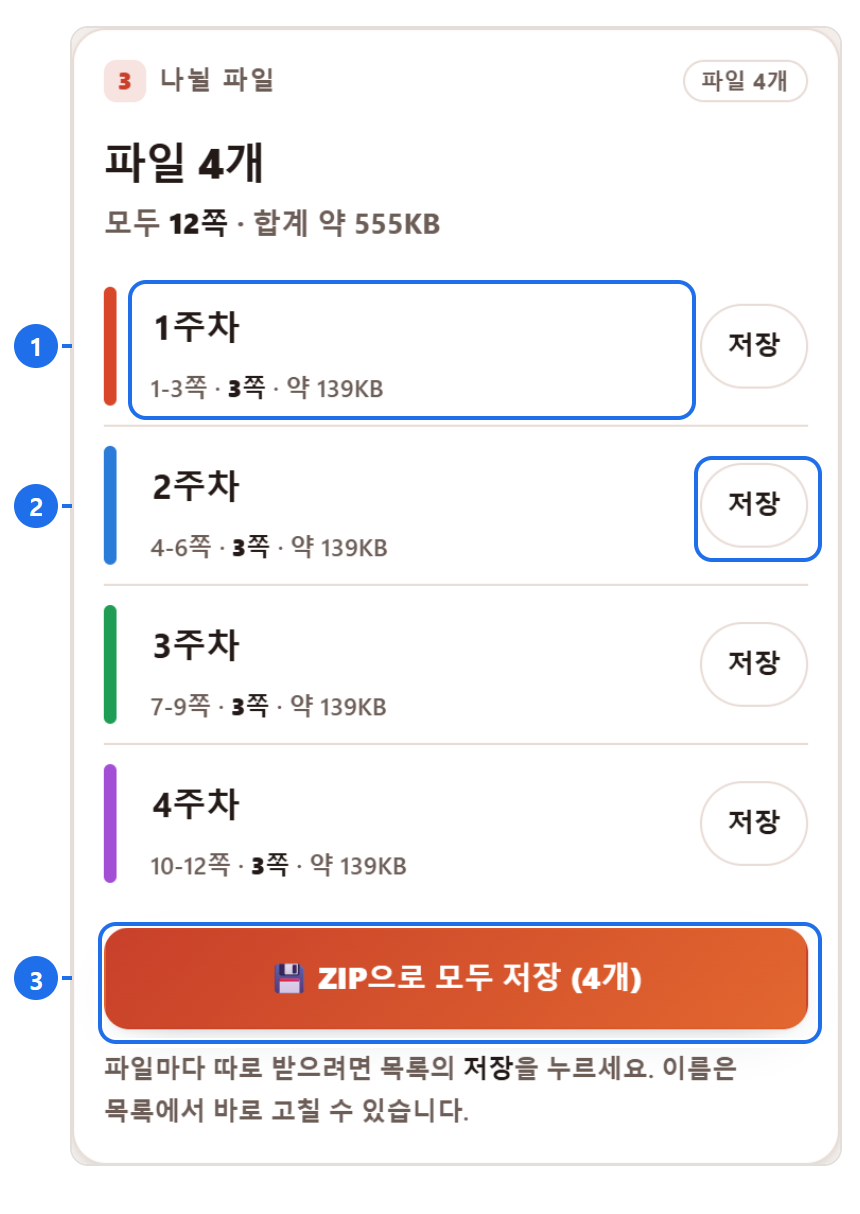 3 나뉠 파일 파일 4개
파일 4개
모두 12쪽 · 합계 약 555KB
1주차
1 저장
1-3쪽 · 3쪽 · 약 139KB
2주차
2 저장
4-6쪽 · 3쪽 · 약 139KB
3주차
저장
7-9쪽 · 3쪽 · 약 139KB
4주차
저장
10-12쪽 · 3쪽 · 약 139KB
3 💾 ZIP으로 모두 저장 (4개)
파일마다 따로 받으려면 목록의 저장을 누르세요. 이름은
목록에서 바로 고칠 수 있습니다.